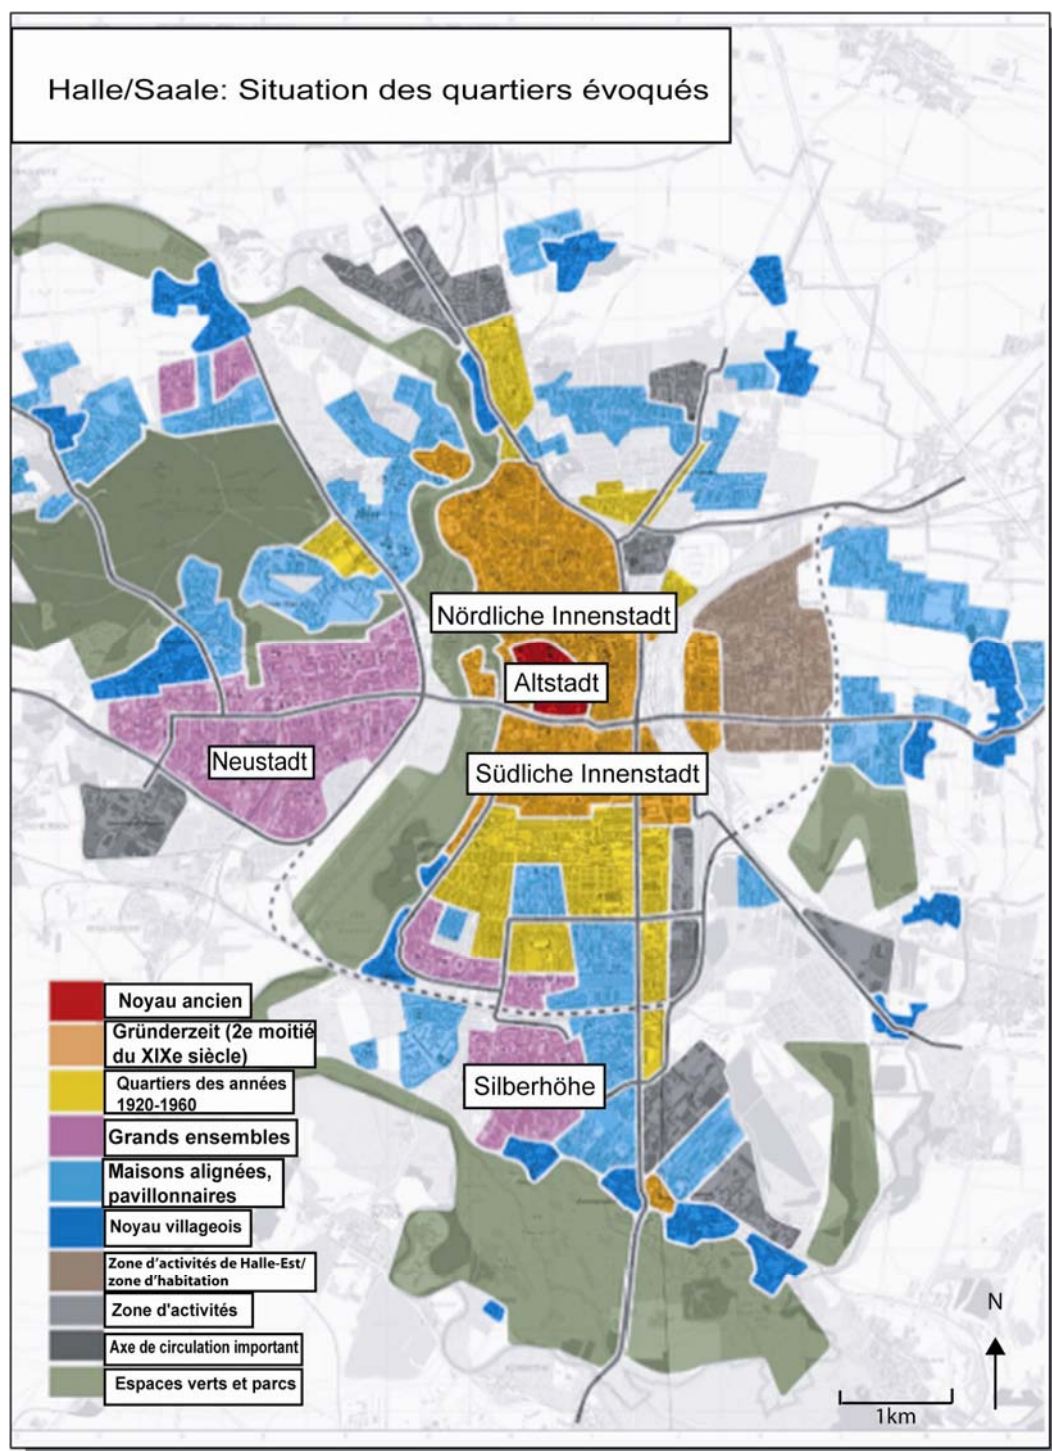 Halle/Saale: Situation des quartiers évoqués
Nördliche Innenstadt
Altstadt
Neustadt
Südliche Innenstadt
Silberhöhe
Noyau ancien
Gründerzeit (2e moitié
du XIXe siècle)
Quartiers des années
1920-1960
Grands ensembles
Maisons alignées,
pavillonnaires
Noyau villageois
Zone d'activités de Halle-Est/
zone d'habitation
Zone d'activités
Axe de circulation important
Espaces verts et parcs
N
1km